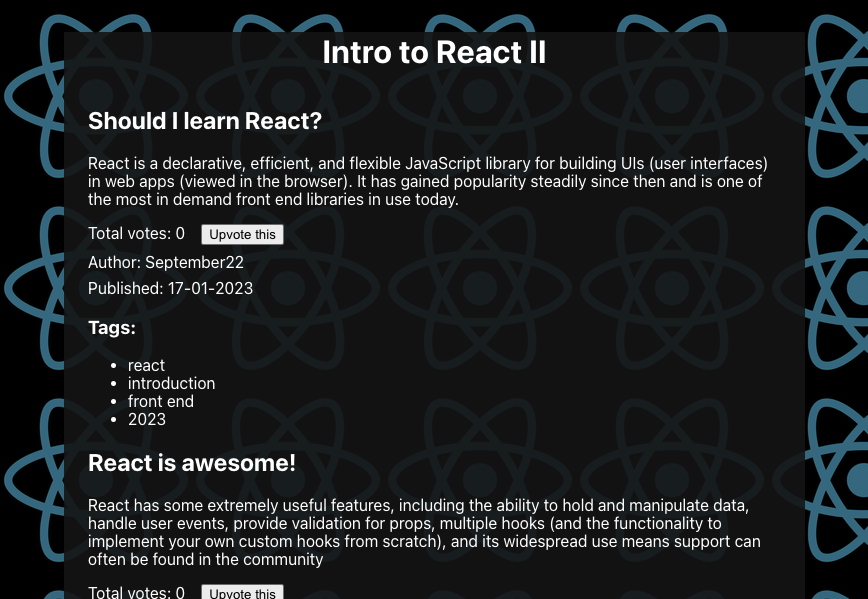 Intro to React II
Should I learn React?
React is a declarative, efficient, and flexible JavaScript library for building UIs (user interfaces)
in web apps (viewed in the browser). It has gained popularity steadily since then and is one of
the most in demand front end libraries in use today.
Total votes: 0 Upvote this
Author: September22
Published: 17-01-2023
Tags:
• react
• introduction
• front end
• 2023
React is awesome!
React has some extremely useful features, including the ability to hold and manipulate data,
handle user events, provide validation for props, multiple hooks (and the functionality to
implement your own custom hooks from scratch), and its widespread use means support can
often be found in the community
Total votes: 0 Upvote this